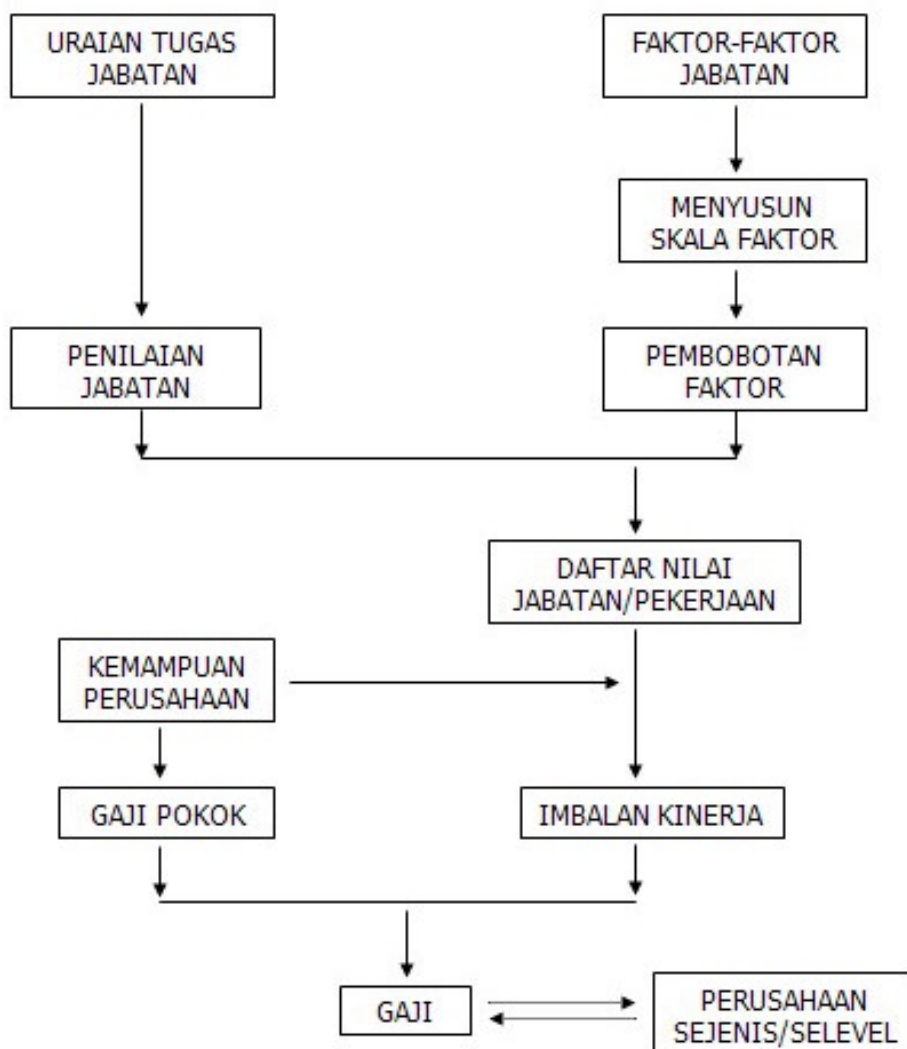 URAIAN TUGAS
JABATAN
FAKTOR-FAKTOR
JABATAN
MENYUSUN
SKALA FAKTOR
PENILAIAN
JABATAN
PEMBOBOTAN
FAKTOR
DAFTAR NILAI
JABATAN/PEKERJAAN
KEMAMPUAN
PERUSAHAAN
GAJI POKOK
IMBALAN KINERJA
GAJI
PERUSAHAAN
SEJENIS/SELEVEL